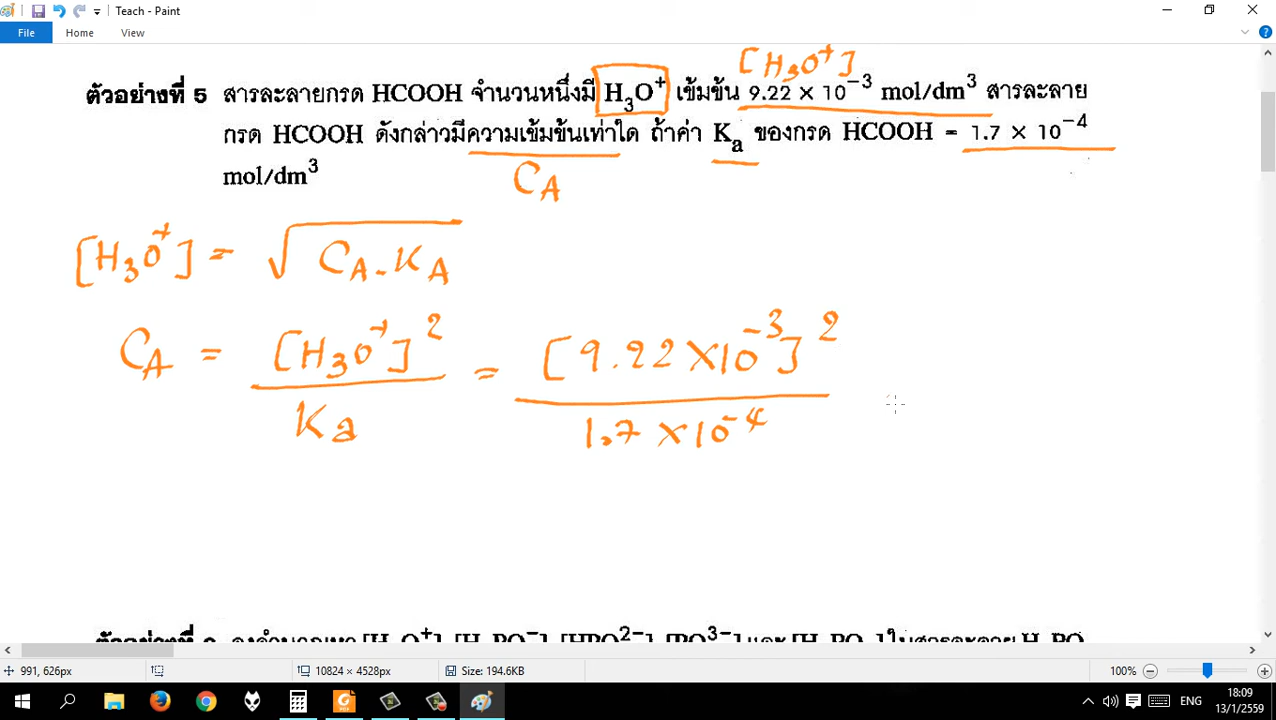 Teach - Paint
File Home View
[H₃O⁺]
ตัวอย่างที่ 5 สารละลายกรด HCOOH จำนวนหนึ่งมี H₃O⁺ เข้มข้น 9.22 × 10⁻³ mol/dm³ สารละลาย
กรด HCOOH ดังกล่าวมีความเข้มข้นเท่าใด ถ้าค่า Kₐ ของกรด HCOOH = 1.7 × 10⁻⁴
mol/dm³
C_A
[H₃O⁺] = √C_A.K_A
C_A = [H₃O⁺]² / Ka = [9.22×10⁻³]² / 1.7×10⁻⁴
991, 626px 10824 × 4528px Size: 194.6KB 100%
ENG 18:09
13/1/2559